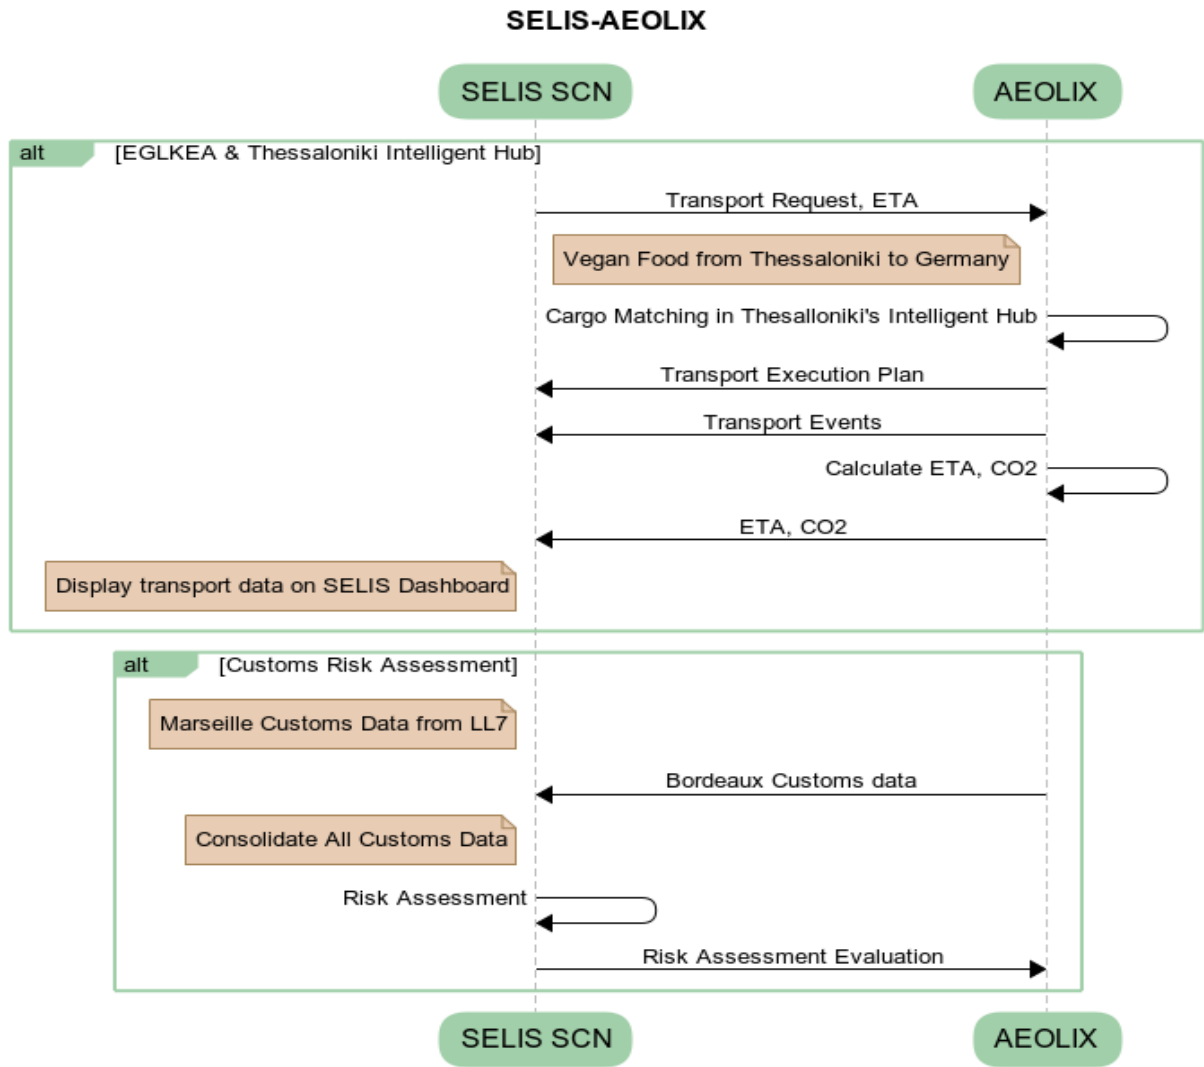 SELIS-AEOLIX
SELIS SCN
AEOLIX
alt
[EGLKEA & Thessaloniki Intelligent Hub]
Transport Request, ETA
Vegan Food from Thessaloniki to Germany
Cargo Matching in Thesalloniki's Intelligent Hub
Transport Execution Plan
Transport Events
Calculate ETA, CO2
ETA, CO2
Display transport data on SELIS Dashboard
alt
[Customs Risk Assessment]
Marseille Customs Data from LL7
Bordeaux Customs data
Consolidate All Customs Data
Risk Assessment
Risk Assessment Evaluation
SELIS SCN
AEOLIX